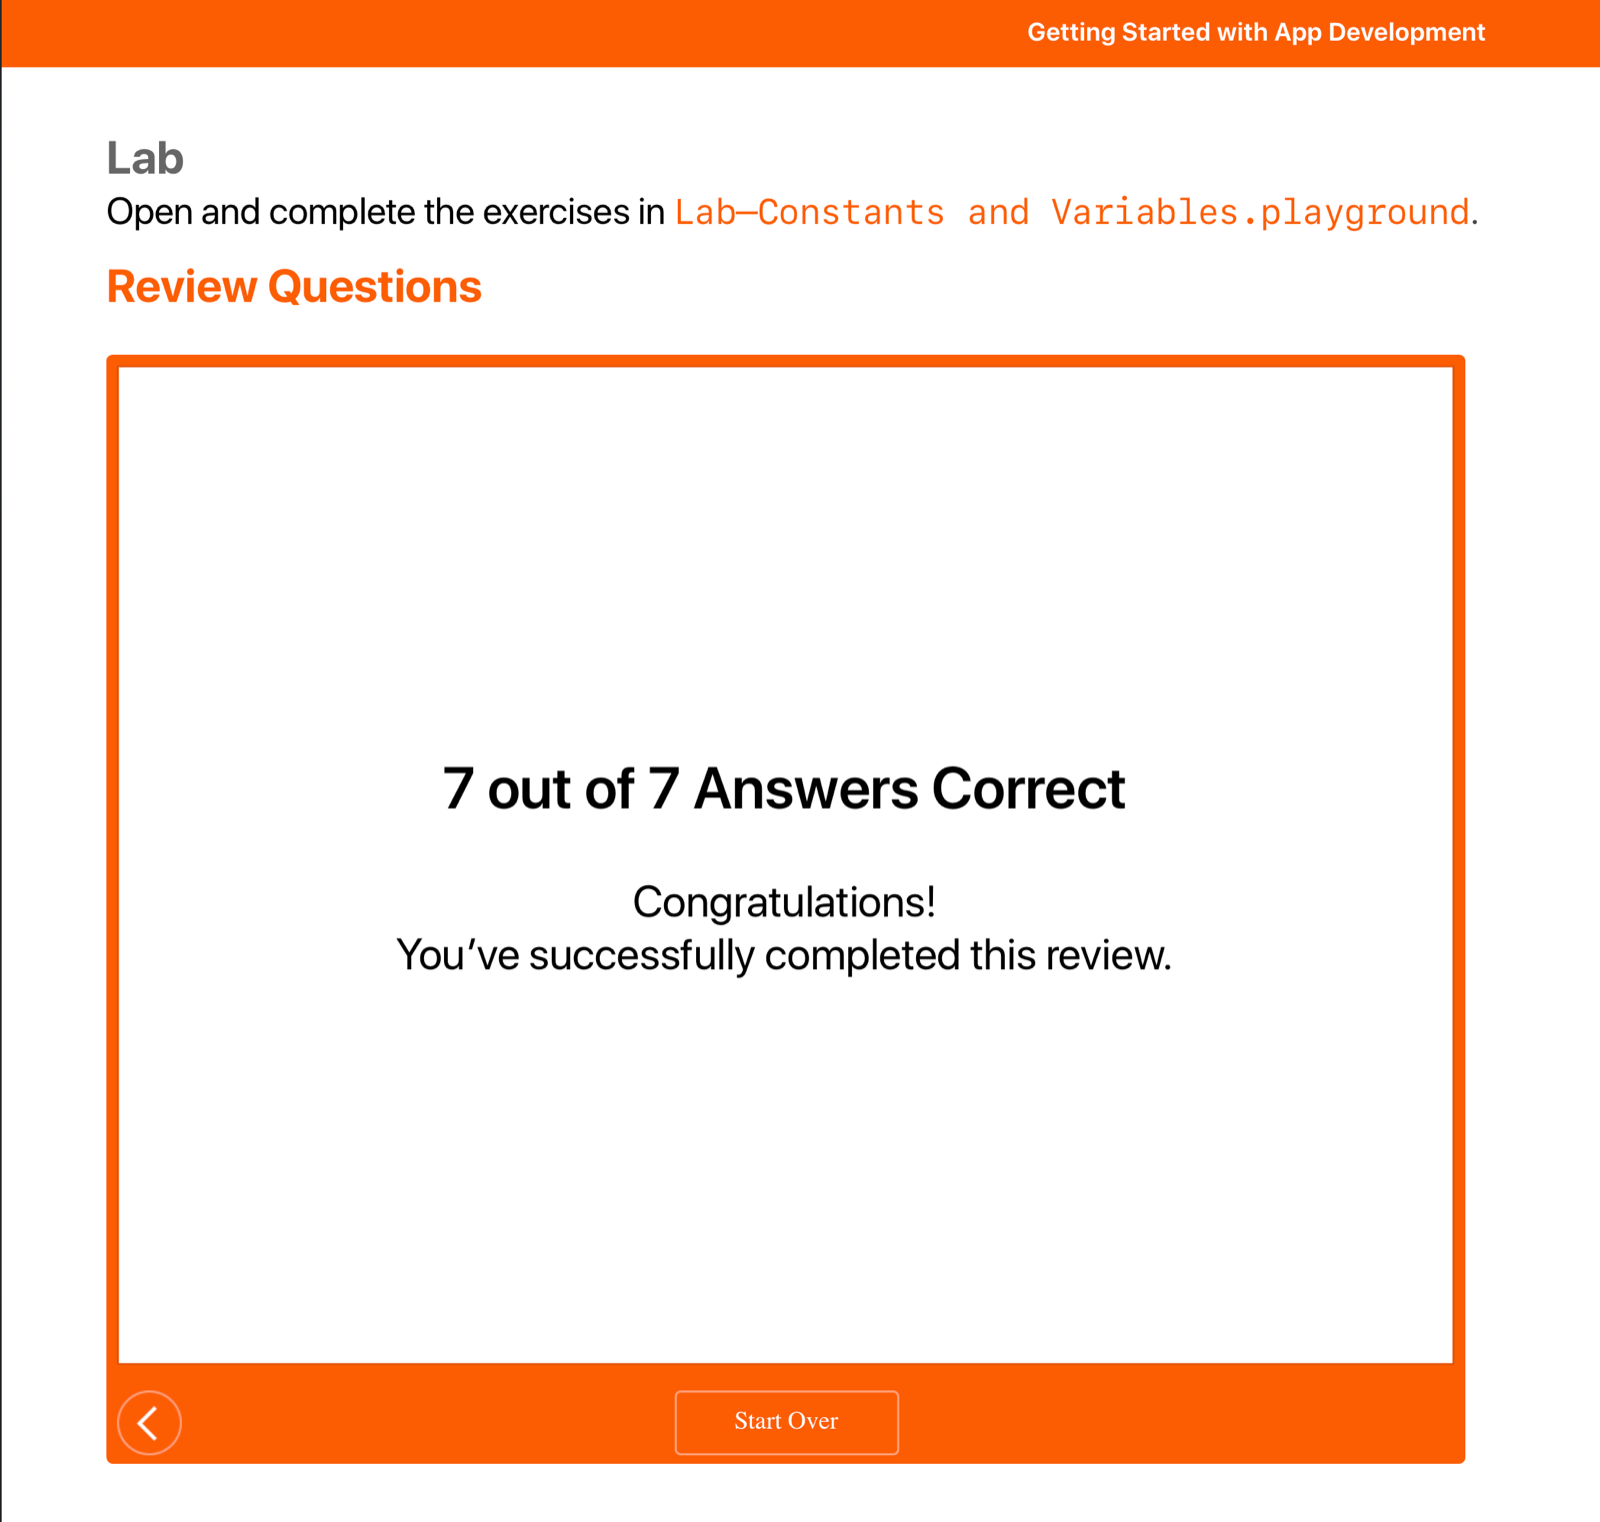 Getting Started with App Development
Lab
Open and complete the exercises in Lab—Constants and Variables.playground.
Review Questions
7 out of 7 Answers Correct
Congratulations!
You’ve successfully completed this review.
Start Over